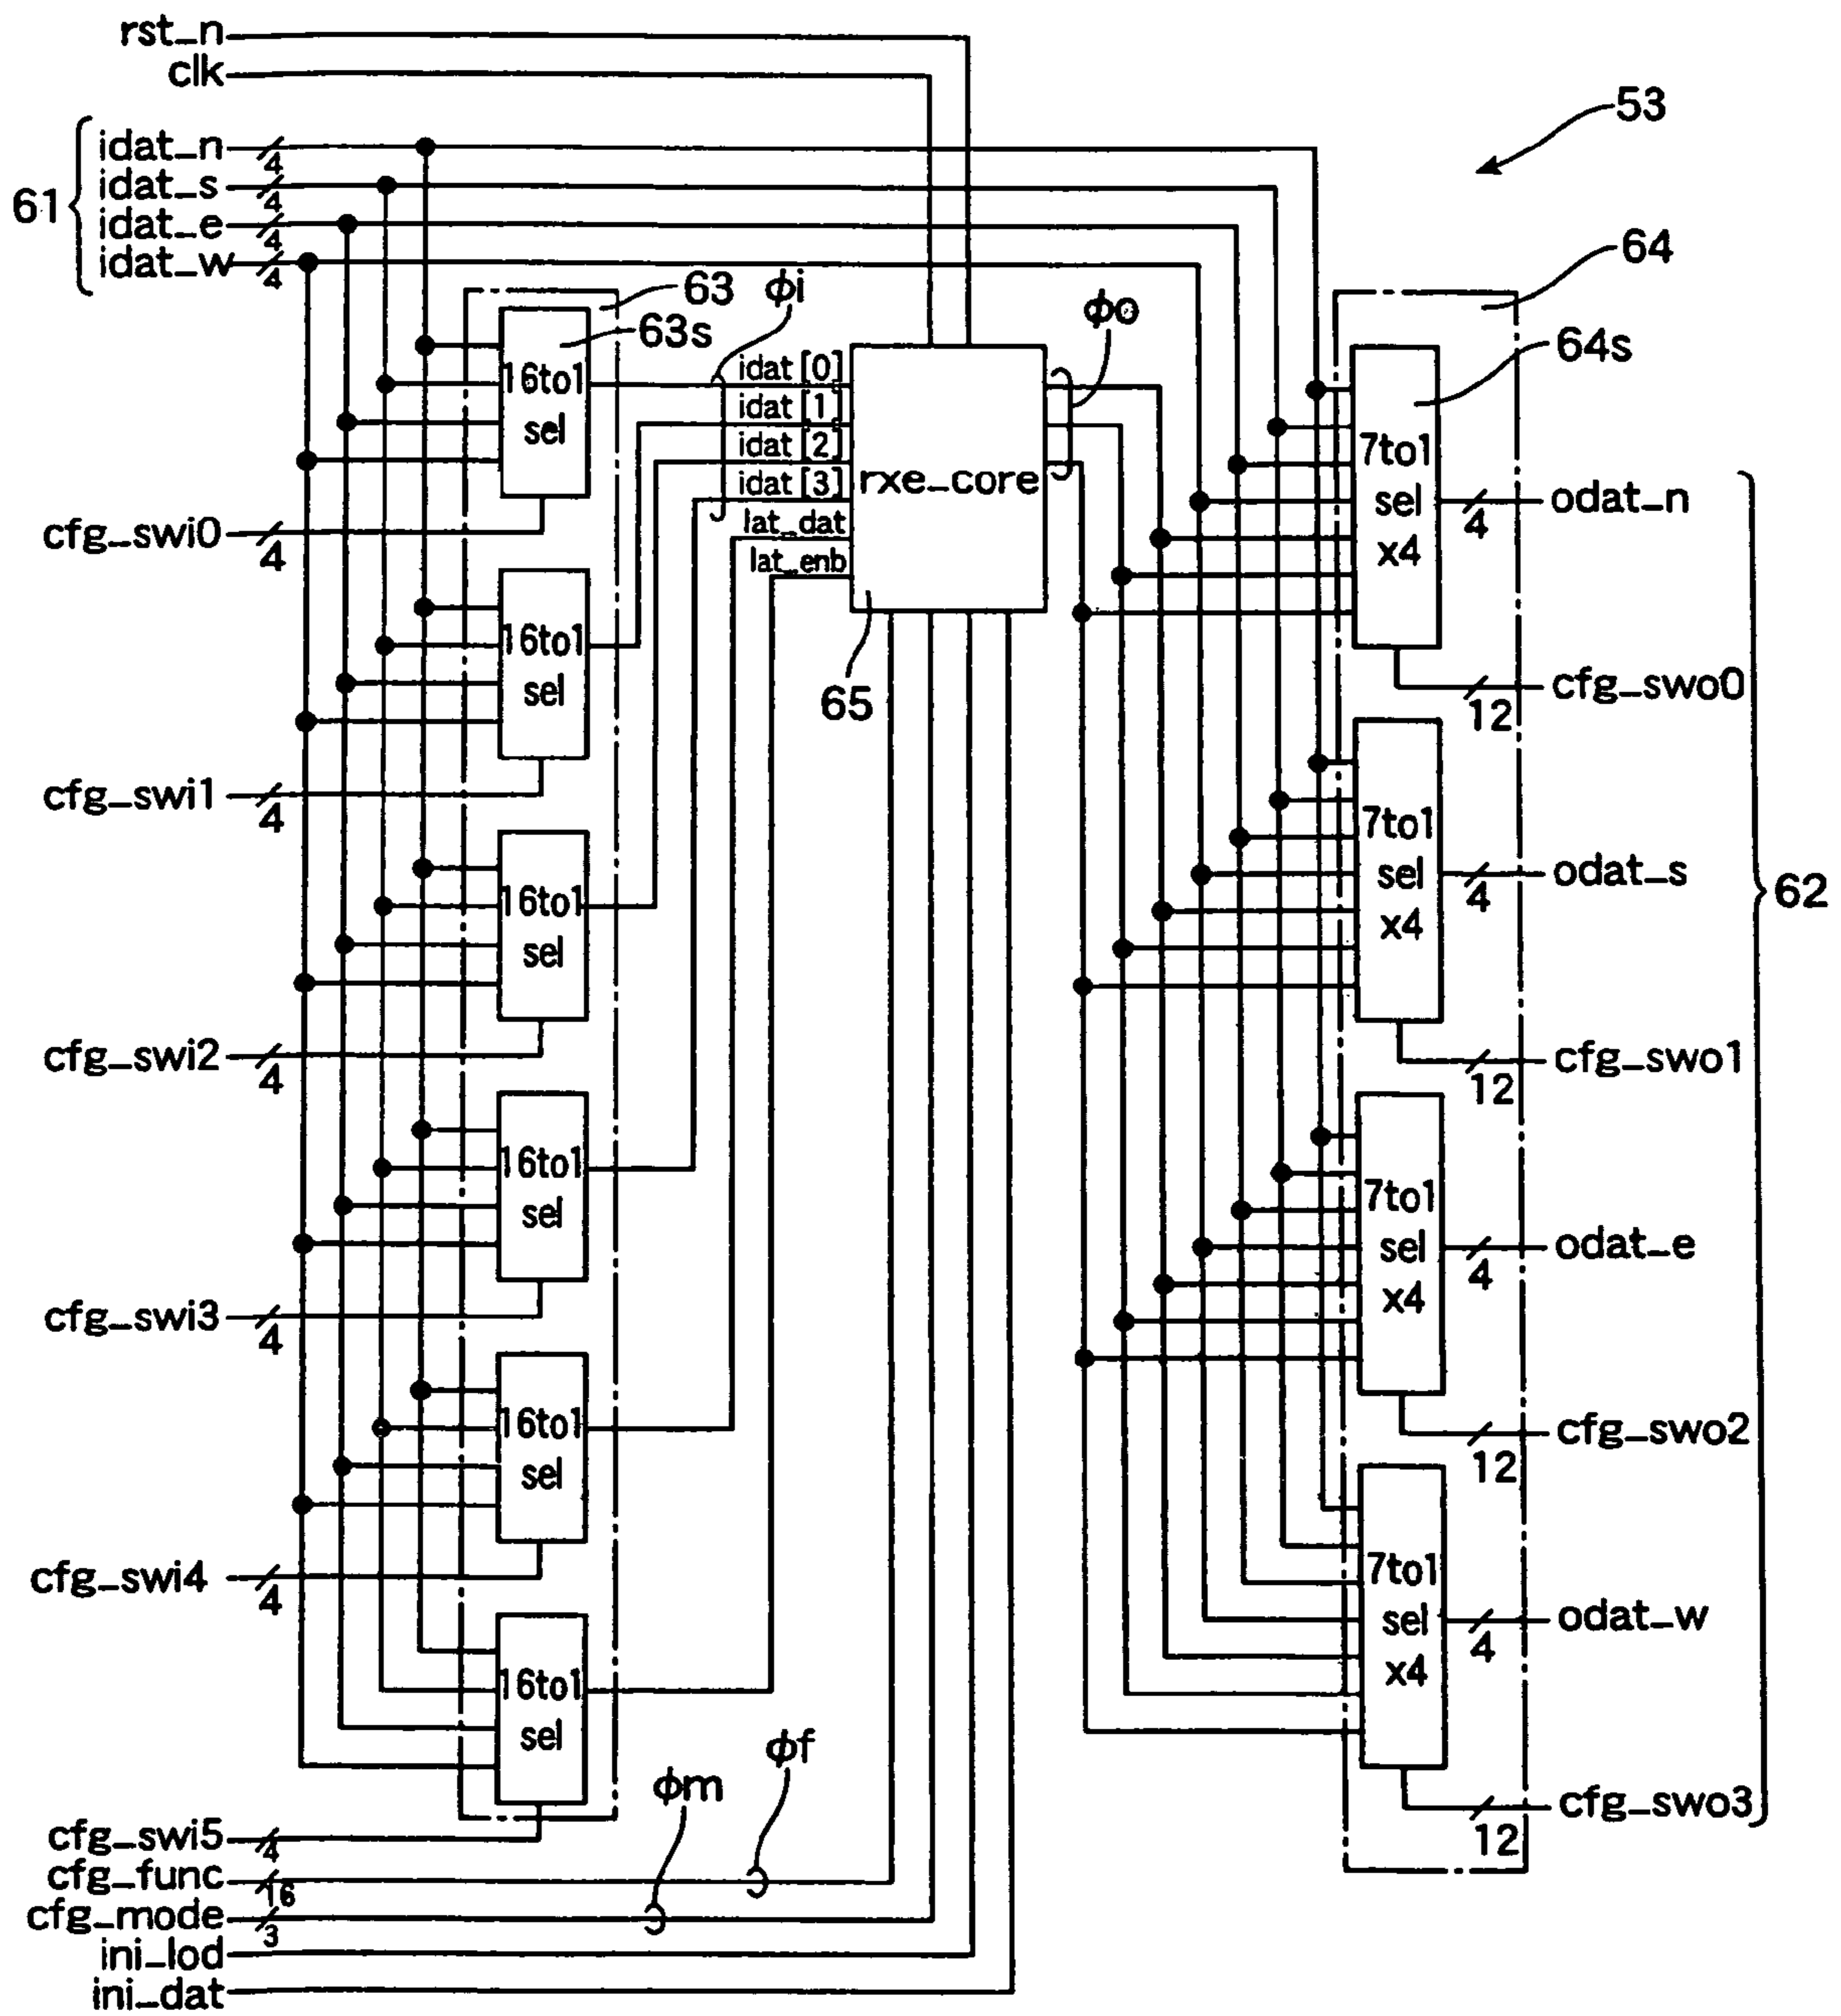 rst_n
clk
53
61
idat_n 4
idat_s 4
idat_e 4
idat_w 4
63
63s
ϕi
ϕo
64
64s
16to1
sel
cfg_swi0 4
16to1
sel
cfg_swi1 4
16to1
sel
cfg_swi2 4
16to1
sel
cfg_swi3 4
16to1
sel
cfg_swi4 4
16to1
sel
cfg_swi5 4
cfg_func 16
cfg_mode 3
ini_lod
ini_dat
ϕm
ϕf
idat [0]
idat [1]
idat [2]
idat [3]
lat_dat
lat_enb
rxe_core
65
7to1
sel
x4
4 odat_n
12 cfg_swo0
7to1
sel
x4
4 odat_s
12 cfg_swo1
7to1
sel
x4
4 odat_e
12 cfg_swo2
7to1
sel
x4
4 odat_w
12 cfg_swo3
62